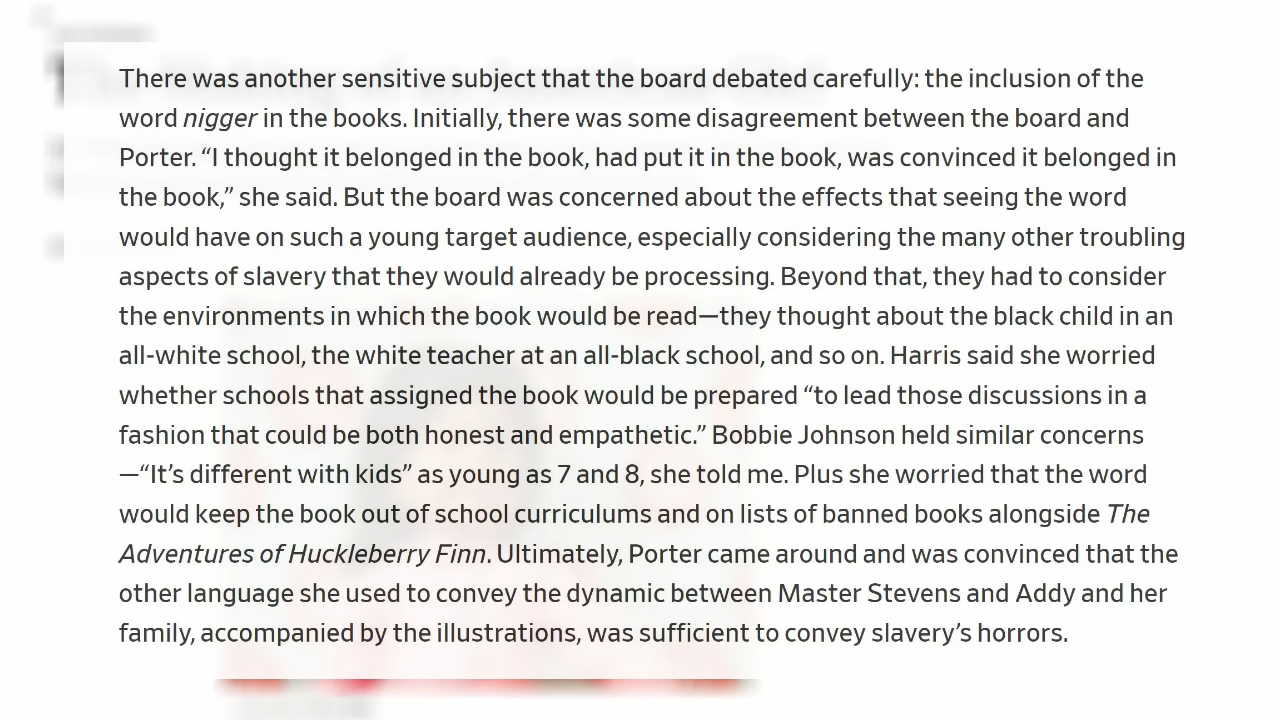 There was another sensitive subject that the board debated carefully: the inclusion of the
word nigger in the books. Initially, there was some disagreement between the board and
Porter. “I thought it belonged in the book, had put it in the book, was convinced it belonged in
the book,” she said. But the board was concerned about the effects that seeing the word
would have on such a young target audience, especially considering the many other troubling
aspects of slavery that they would already be processing. Beyond that, they had to consider
the environments in which the book would be read—they thought about the black child in an
all-white school, the white teacher at an all-black school, and so on. Harris said she worried
whether schools that assigned the book would be prepared “to lead those discussions in a
fashion that could be both honest and empathetic.” Bobbie Johnson held similar concerns
—“It’s different with kids” as young as 7 and 8, she told me. Plus she worried that the word
would keep the book out of school curriculums and on lists of banned books alongside The
Adventures of Huckleberry Finn. Ultimately, Porter came around and was convinced that the
other language she used to convey the dynamic between Master Stevens and Addy and her
family, accompanied by the illustrations, was sufficient to convey slavery’s horrors.